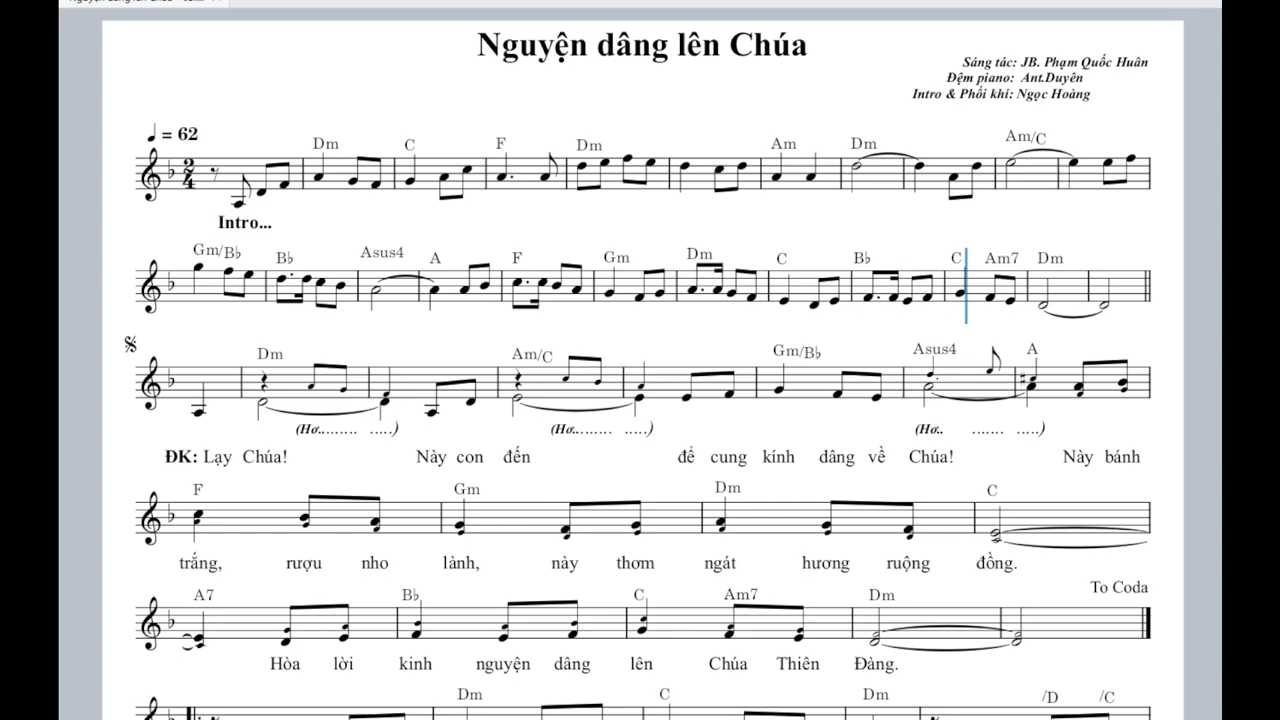 Nguyện dâng lên Chúa
Sáng tác: JB. Phạm Quốc Huân
Đệm piano: Ant.Duyên
Intro & Phối khí: Ngọc Hoàng
♩ = 62
Dm C F Dm Am Dm Am/C
2
4
Intro...
Gm/B♭ B♭ Asus4 A F Gm Dm C B♭ C Am7 Dm
Dm Am/C Gm/B♭ Asus4 A
(Hơ.. ........ .....) (Hơ.. ........ .....) (Hơ.. ....... .....)
ĐK: Lạy Chúa! Này con đến để cung kính dâng về Chúa! Này bánh
F Gm Dm C
trắng, rượu nho lành, này thơm ngát hương ruộng đồng.
To Coda
A7 B♭ C Am7 Dm
Hòa lời kinh nguyện dâng lên Chúa Thiên Đàng.
Dm C Dm /D /C